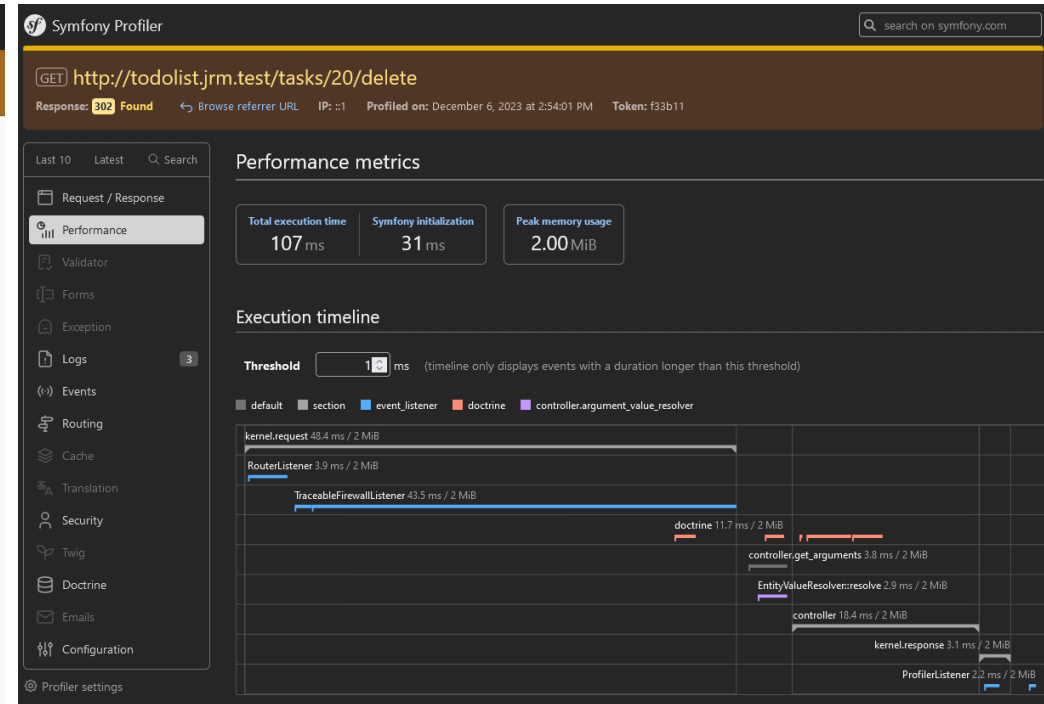 Symfony Profiler
search on symfony.com
GET http://todolist.jrm.test/tasks/20/delete
Response: 302 Found Browse referrer URL IP: ::1 Profiled on: December 6, 2023 at 2:54:01 PM Token: f33b11
Last 10 Latest Search
Request / Response
Performance
Validator
Forms
Exception
Logs 3
Events
Routing
Cache
Translation
Security
Twig
Doctrine
Emails
Configuration
Profiler settings
Performance metrics
Total execution time
107 ms
Symfony initialization
31 ms
Peak memory usage
2.00 MiB
Execution timeline
Threshold 1 ms (timeline only displays events with a duration longer than this threshold)
default section event_listener doctrine controller.argument_value_resolver
kernel.request 48.4 ms / 2 MiB
RouterListener 3.9 ms / 2 MiB
TraceableFirewallListener 43.5 ms / 2 MiB
doctrine 11.7 ms / 2 MiB
controller.get_arguments 3.8 ms / 2 MiB
EntityValueResolver::resolve 2.9 ms / 2 MiB
controller 18.4 ms / 2 MiB
kernel.response 3.1 ms / 2 MiB
ProfilerListener 2.2 ms / 2 MiB